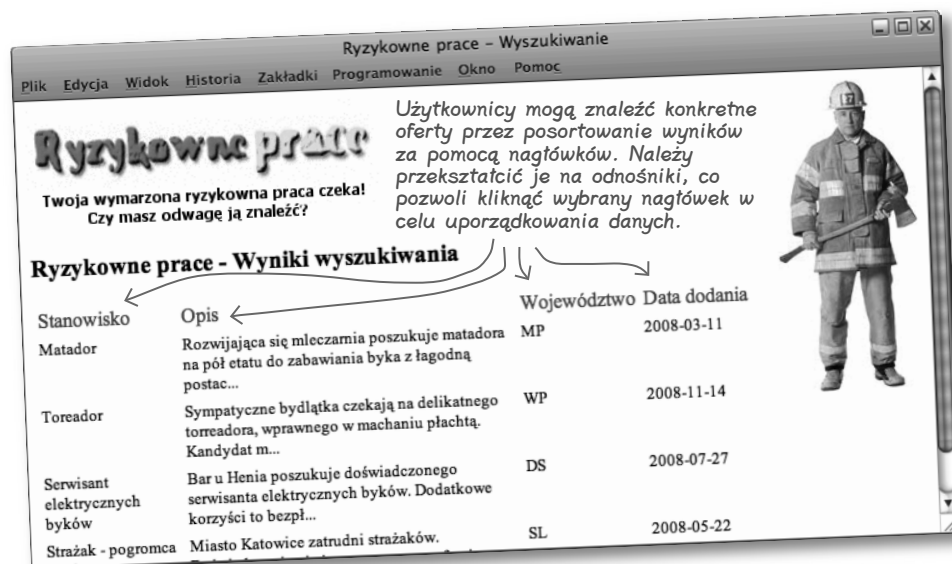 Ryzykowne prace – Wyszukiwanie
Plik Edycja Widok Historia Zakładki Programowanie Okno Pomoc
Ryzykowne prace
Twoja wymarzona ryzykowna praca czeka!
Czy masz odwagę ją znaleźć?
Użytkownicy mogą znaleźć konkretne
oferty przez posortowanie wyników
za pomocą nagłówków. Należy
przekształcić je na odnośniki, co
pozwoli kliknąć wybrany nagłówek w
celu uporządkowania danych.
Ryzykowne prace - Wyniki wyszukiwania
Stanowisko Opis Województwo Data dodania
Matador Rozwijająca się mleczarnia poszukuje matadora MP 2008-03-11
na pół etatu do zabawiania byka z łagodną
postac...
Toreador Sympatyczne bydlątka czekają na delikatnego WP 2008-11-14
torreadora, wprawnego w machaniu płachtą.
Kandydat m...
Serwisant Bar u Henia poszukuje doświadczonego DS 2008-07-27
elektrycznych serwisanta elektrycznych byków. Dodatkowe
byków korzyści to bezpł...
Strażak - pogromca Miasto Katowice zatrudni strażaków. SL 2008-05-22